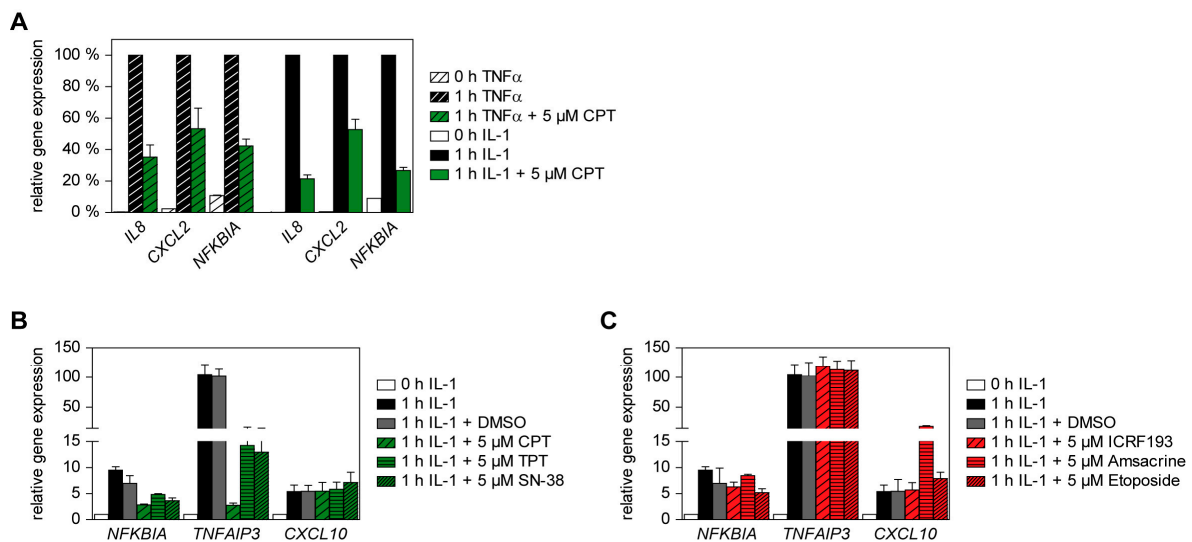 A
relative gene expression
100 %
80 %
60 %
40 %
20 %
0 %
IL8
CXCL2
NFKBIA
IL8
CXCL2
NFKBIA
0 h TNFα
1 h TNFα
1 h TNFα + 5 µM CPT
0 h IL-1
1 h IL-1
1 h IL-1 + 5 µM CPT
B
relative gene expression
150
100
50
15
10
5
0
NFKBIA
TNFAIP3
CXCL10
0 h IL-1
1 h IL-1
1 h IL-1 + DMSO
1 h IL-1 + 5 µM CPT
1 h IL-1 + 5 µM TPT
1 h IL-1 + 5 µM SN-38
C
relative gene expression
150
100
50
15
10
5
0
NFKBIA
TNFAIP3
CXCL10
0 h IL-1
1 h IL-1
1 h IL-1 + DMSO
1 h IL-1 + 5 µM ICRF193
1 h IL-1 + 5 µM Amsacrine
1 h IL-1 + 5 µM Etoposide